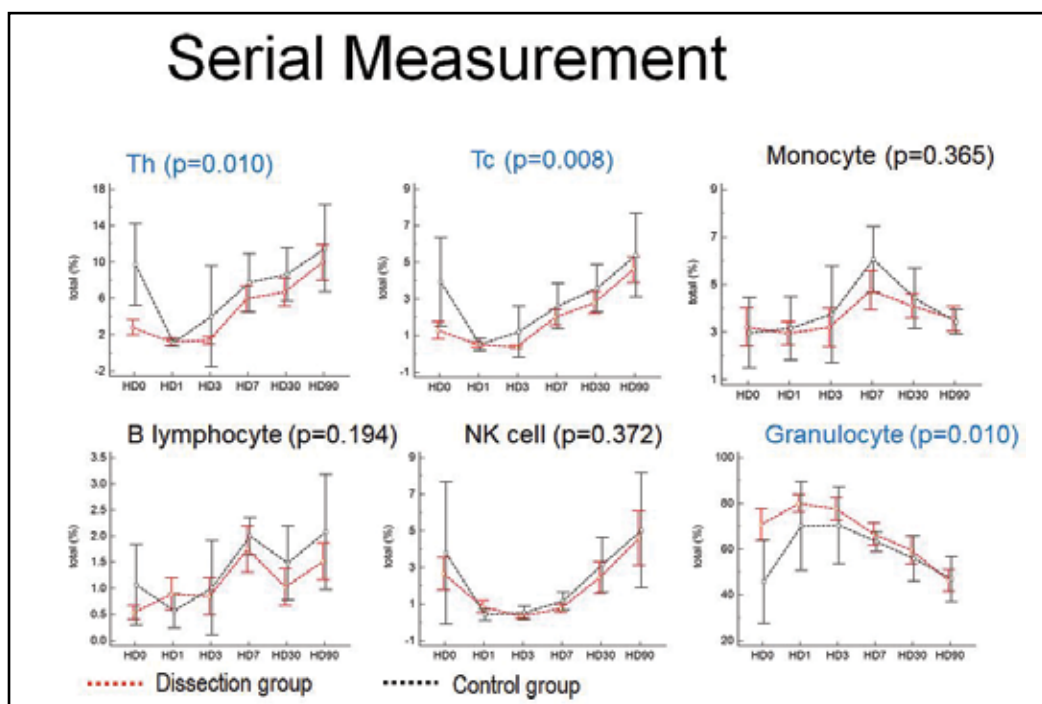 Serial Measurement
Th (p=0.010)
18
14
10
6
2
-2
total (%)
HD0 HD1 HD3 HD7 HD30 HD90
Tc (p=0.008)
9
7
5
3
1
-1
total (%)
HD0 HD1 HD3 HD7 HD30 HD90
Monocyte (p=0.365)
9
7
5
3
1
total (%)
HD0 HD1 HD3 HD7 HD30 HD90
B lymphocyte (p=0.194)
3.5
3.0
2.5
2.0
1.5
1.0
0.5
0.0
total (%)
HD0 HD1 HD3 HD7 HD30 HD90
NK cell (p=0.372)
9
7
5
3
1
-1
total (%)
HD0 HD1 HD3 HD7 HD30 HD90
Granulocyte (p=0.010)
100
80
60
40
20
total (%)
HD0 HD1 HD3 HD7 HD30 HD90
Dissection group
Control group